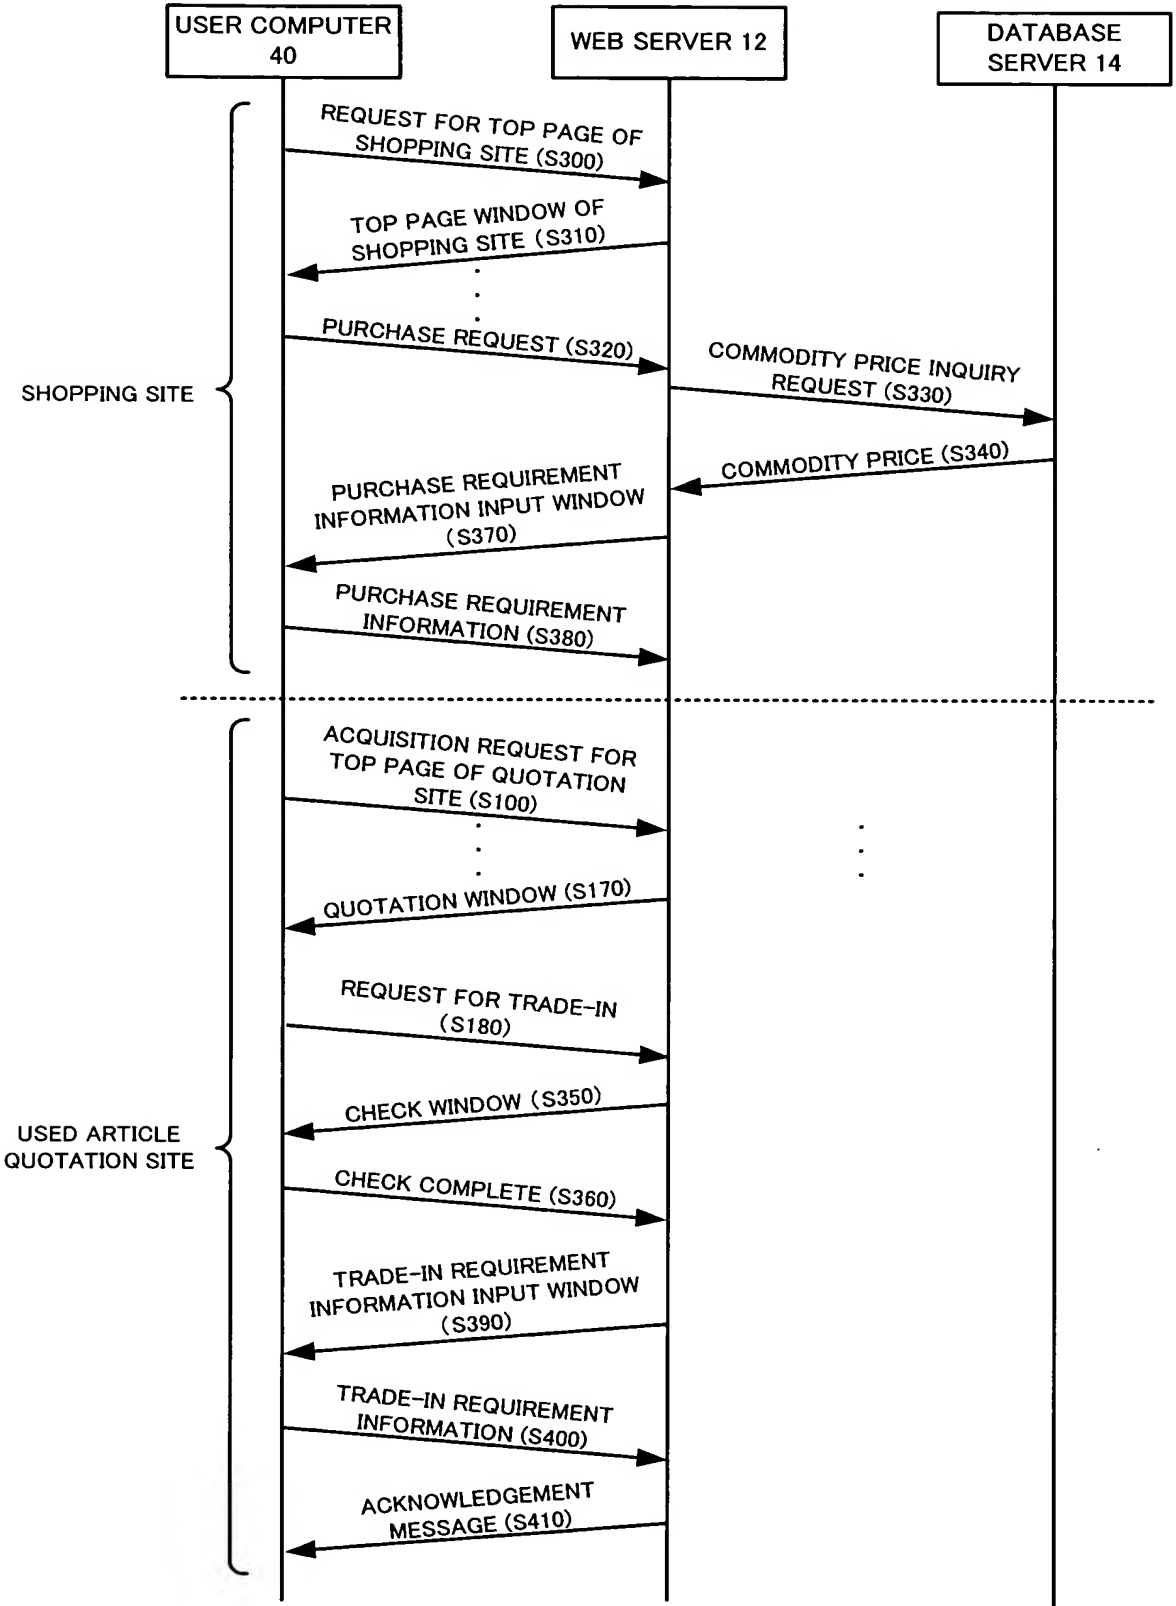 USER COMPUTER
40
WEB SERVER 12
DATABASE
SERVER 14
REQUEST FOR TOP PAGE OF
SHOPPING SITE (S300)
TOP PAGE WINDOW OF
SHOPPING SITE (S310)
PURCHASE REQUEST (S320)
COMMODITY PRICE INQUIRY
REQUEST (S330)
SHOPPING SITE
COMMODITY PRICE (S340)
PURCHASE REQUIREMENT
INFORMATION INPUT WINDOW
(S370)
PURCHASE REQUIREMENT
INFORMATION (S380)
ACQUISITION REQUEST FOR
TOP PAGE OF QUOTATION
SITE (S100)
QUOTATION WINDOW (S170)
REQUEST FOR TRADE-IN
(S180)
CHECK WINDOW (S350)
USED ARTICLE
QUOTATION SITE
CHECK COMPLETE (S360)
TRADE-IN REQUIREMENT
INFORMATION INPUT WINDOW
(S390)
TRADE-IN REQUIREMENT
INFORMATION (S400)
ACKNOWLEDGEMENT
MESSAGE (S410)